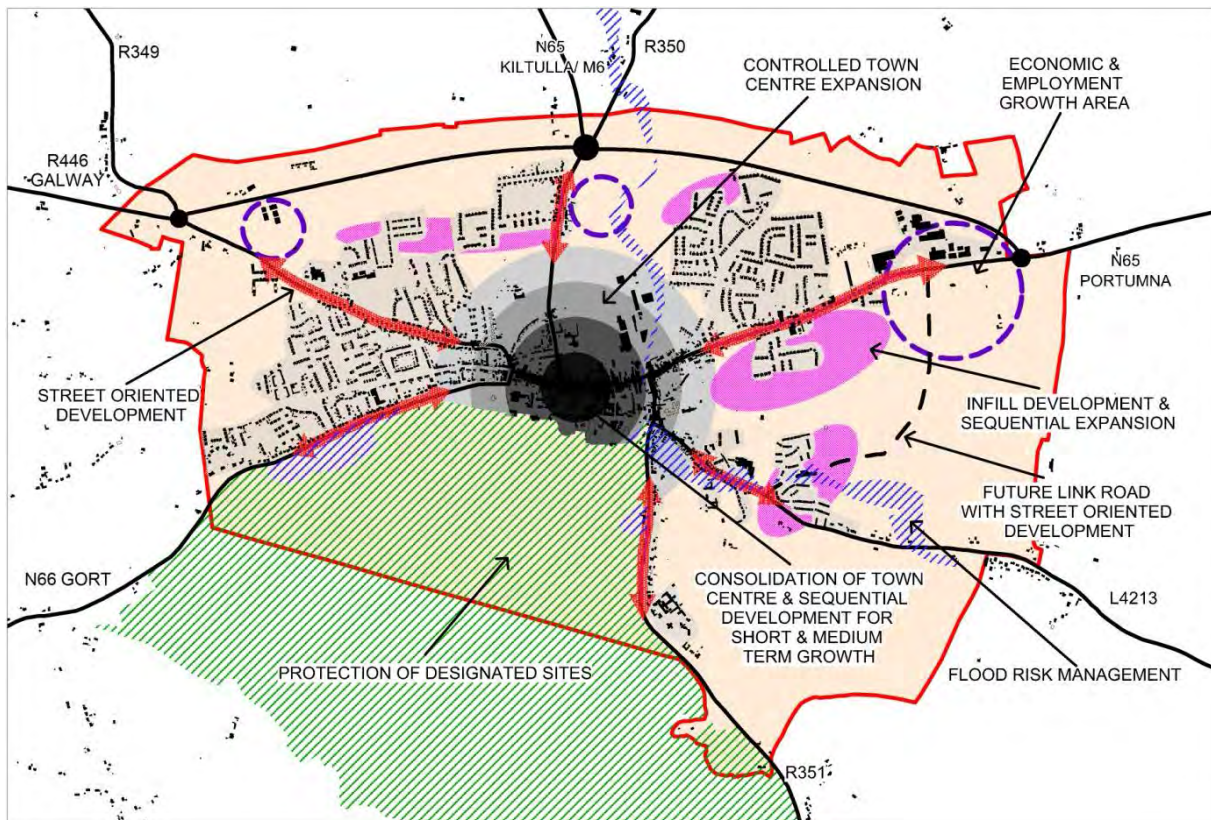 R349
N65
KILTULLA/ M6
R350
CONTROLLED TOWN
CENTRE EXPANSION
ECONOMIC &
EMPLOYMENT
GROWTH AREA
R446
GALWAY
N65
PORTUMNA
STREET ORIENTED
DEVELOPMENT
INFILL DEVELOPMENT &
SEQUENTIAL EXPANSION
FUTURE LINK ROAD
WITH STREET ORIENTED
DEVELOPMENT
N66 GORT
CONSOLIDATION OF TOWN
CENTRE & SEQUENTIAL
DEVELOPMENT FOR
SHORT & MEDIUM
TERM GROWTH
L4213
PROTECTION OF DESIGNATED SITES
FLOOD RISK MANAGEMENT
R351